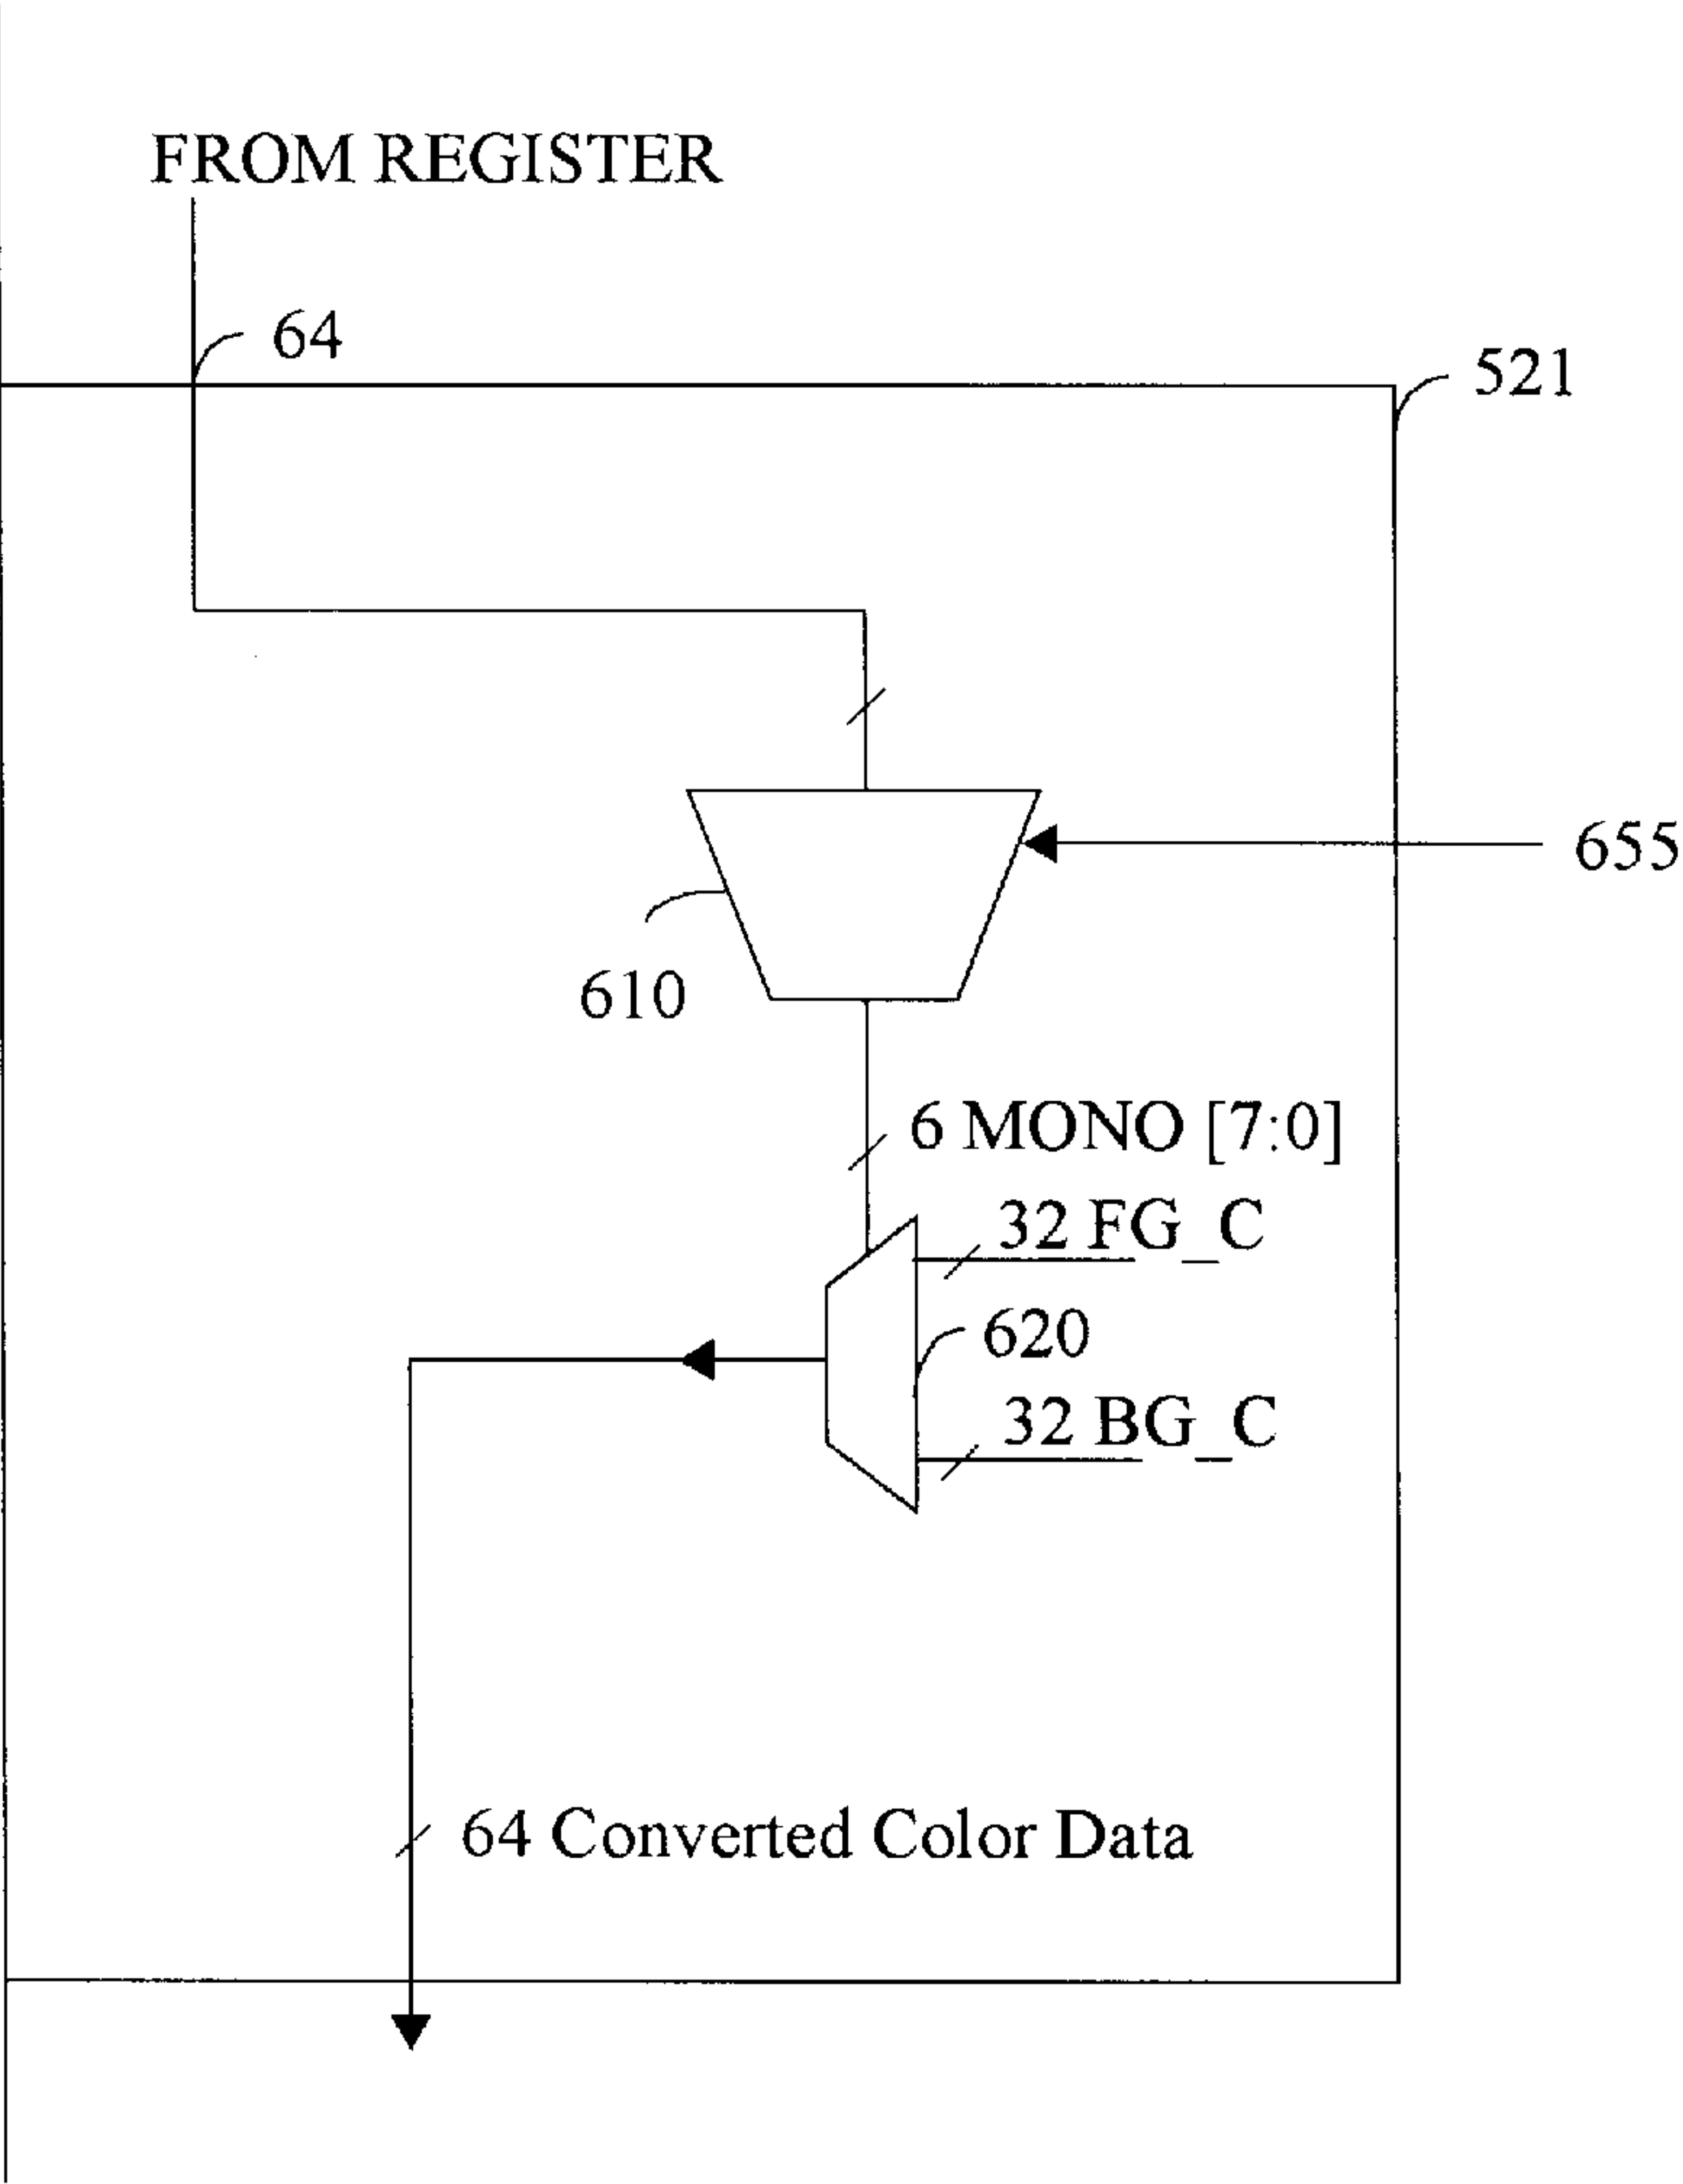 FROM REGISTER
64
521
655
610
6 MONO [7:0]
32 FG_C
620
32 BG_C
64 Converted Color Data